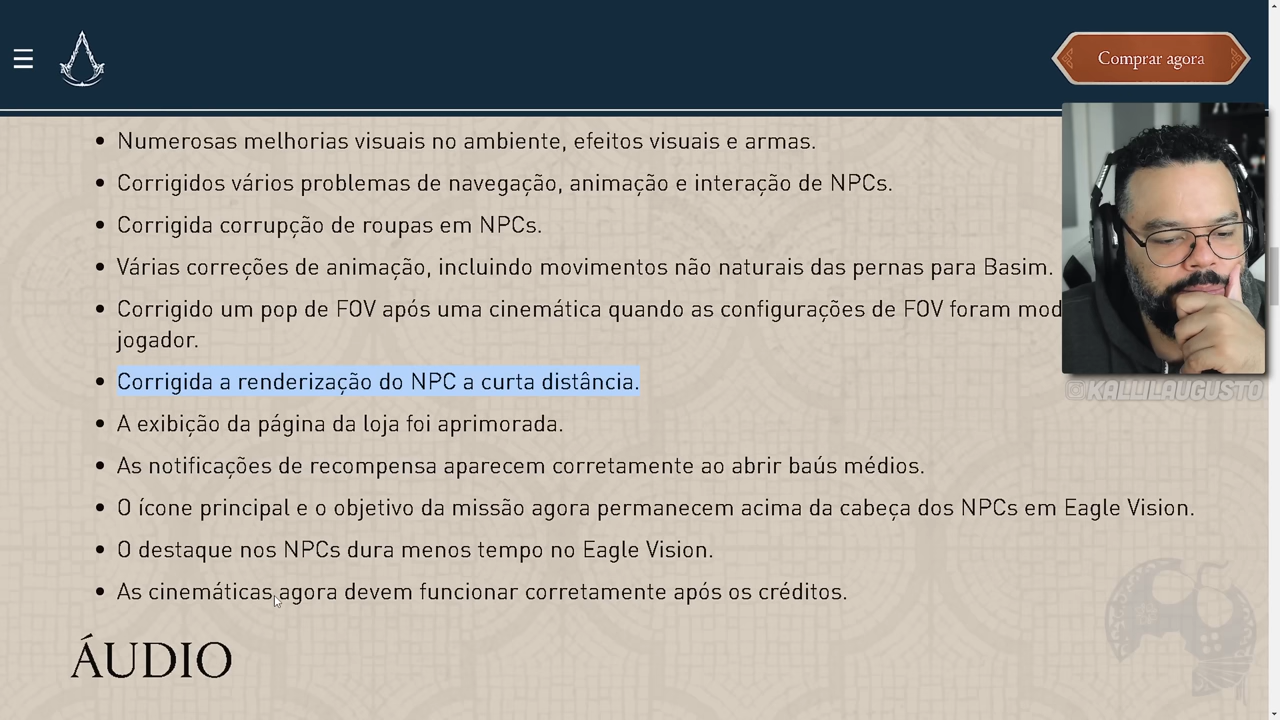 Comprar agora
Numerosas melhorias visuais no ambiente, efeitos visuais e armas.
Corrigidos vários problemas de navegação, animação e interação de NPCs.
Corrigida corrupção de roupas em NPCs.
Várias correções de animação, incluindo movimentos não naturais das pernas para Basim.
Corrigido um pop de FOV após uma cinemática quando as configurações de FOV foram mod
jogador.
Corrigida a renderização do NPC a curta distância.
@KALLILAUGUSTO
A exibição da página da loja foi aprimorada.
As notificações de recompensa aparecem corretamente ao abrir baús médios.
O ícone principal e o objetivo da missão agora permanecem acima da cabeça dos NPCs em Eagle Vision.
O destaque nos NPCs dura menos tempo no Eagle Vision.
As cinemáticas agora devem funcionar corretamente após os créditos.
ÁUDIO